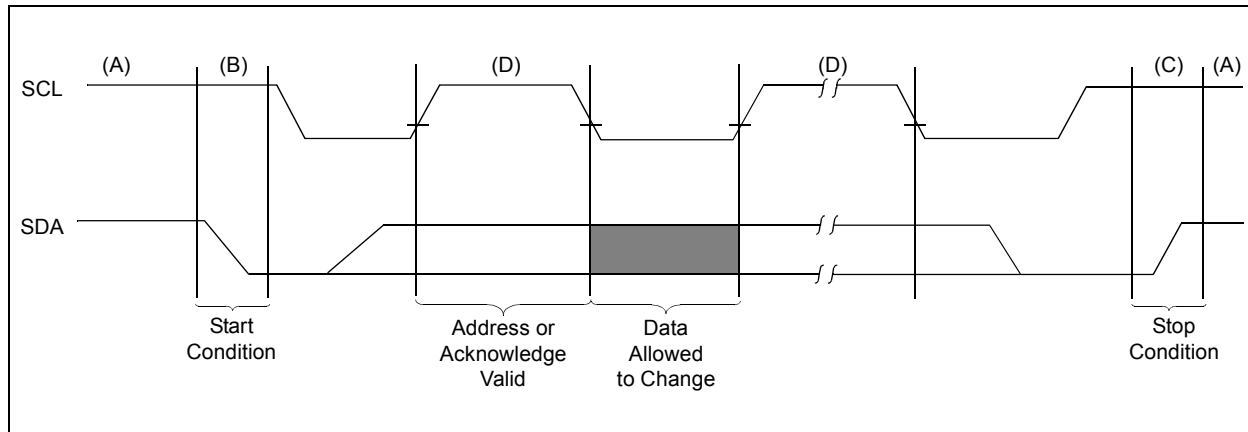 (A)
(B)
(D)
(D)
(C)
(A)
SCL
SDA
Start
Condition
Address or
Acknowledge
Valid
Data
Allowed
to Change
Stop
Condition